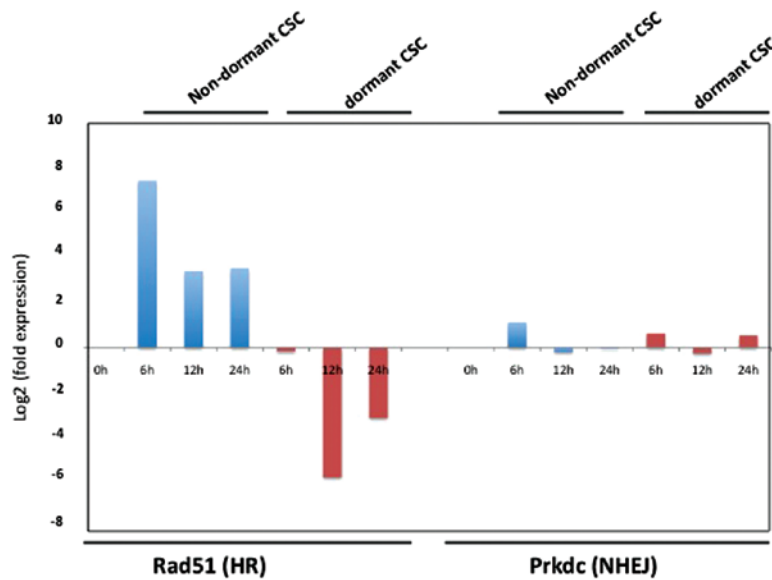 Non-dormant CSC
dormant CSC
Non-dormant CSC
dormant CSC
10
8
6
4
2
0
-2
-4
-6
-8
Log2 (fold expression)
0h 6h 12h 24h 6h 12h 24h 0h 6h 12h 24h 6h 12h 24h
Rad51 (HR)
Prkdc (NHEJ)